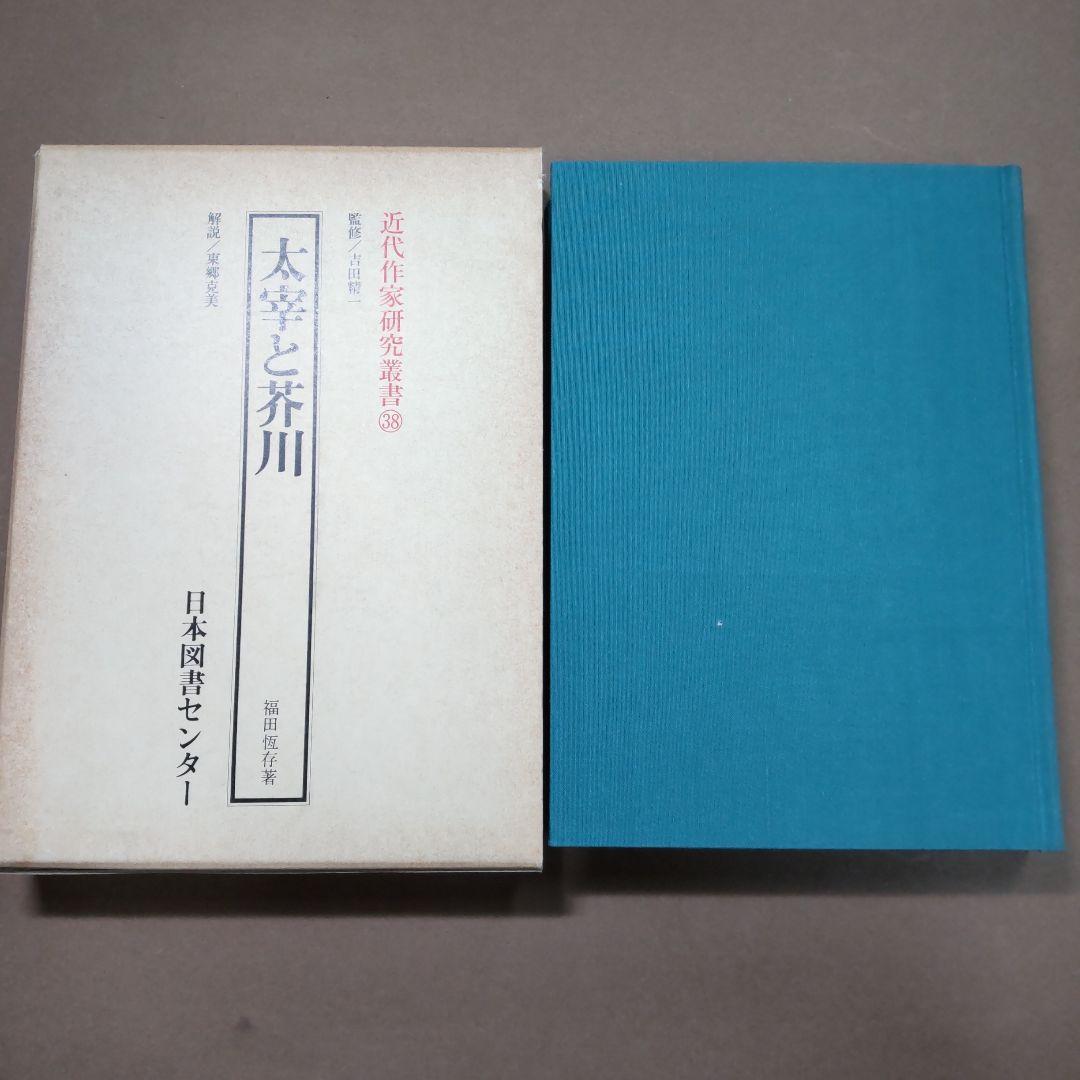 近代作家研究叢書㊳
監修／吉田精一
太宰と芥川
福田恆存著
解説／東郷克美
日本図書センター